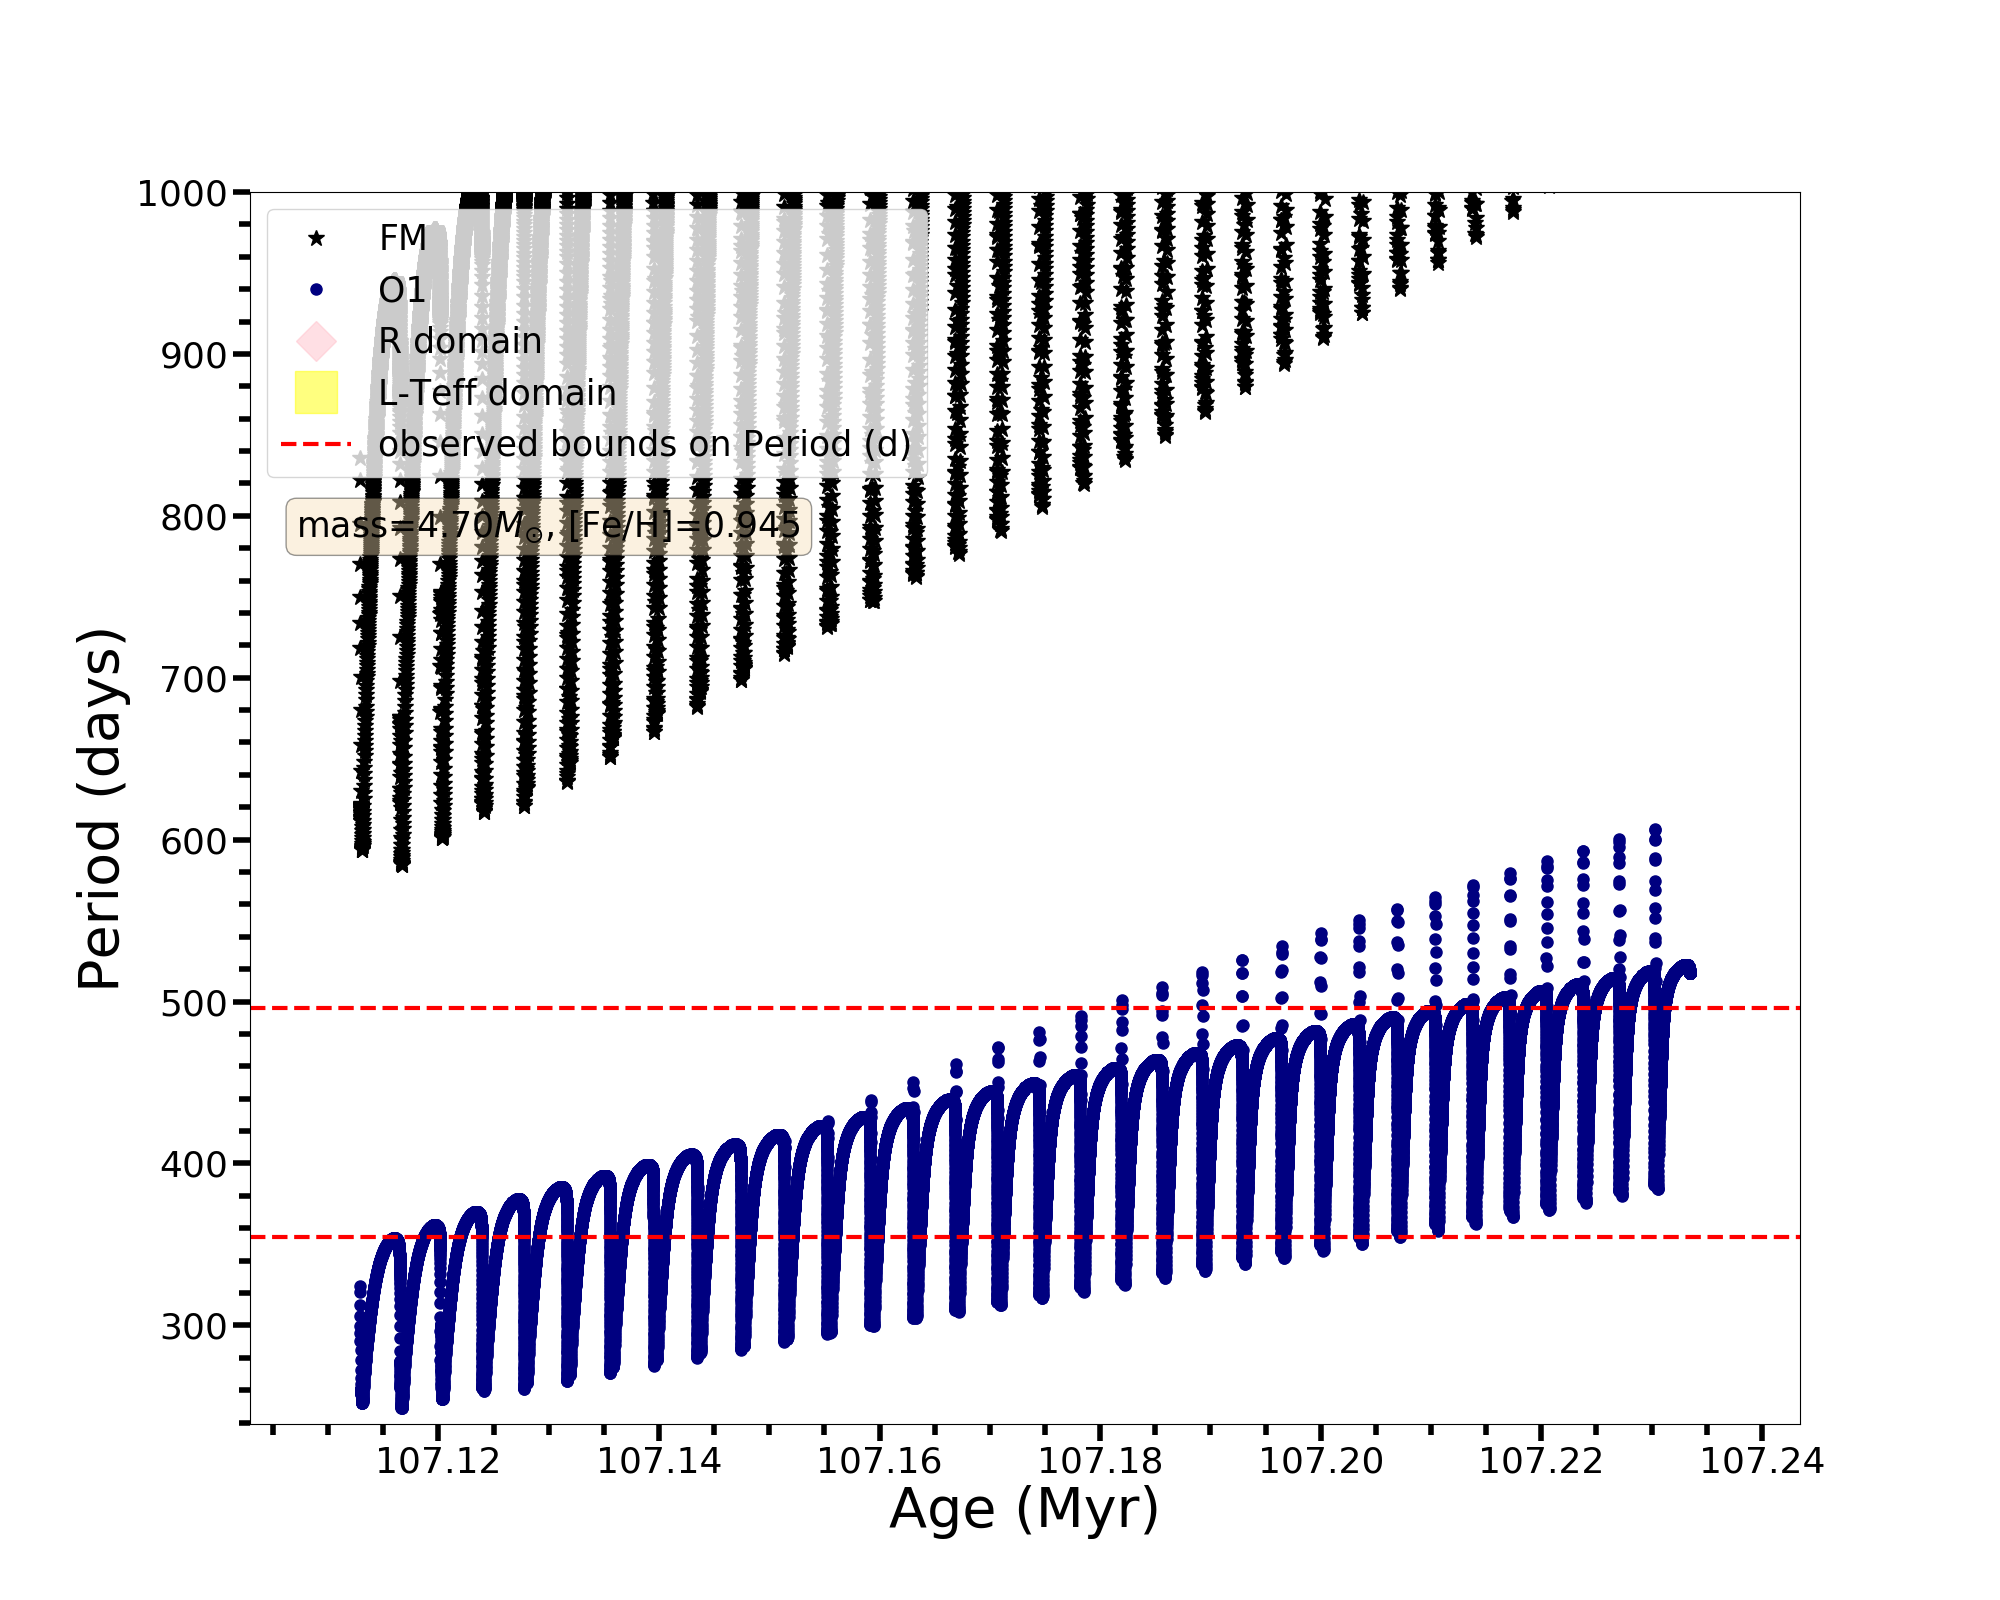 1000
900
800
700
600
500
400
300
Period (days)
FM
O1
R domain
L-Teff domain
observed bounds on Period (d)
mass=4.70M⊙, [Fe/H]=0.945
107.12 107.14 107.16 107.18 107.20 107.22 107.24
Age (Myr)